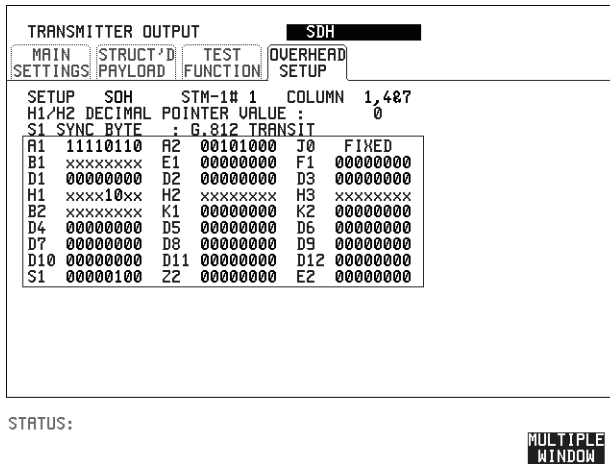 TRANSMITTER OUTPUT SDH
MAIN SETTINGS STRUCT'D PAYLOAD TEST FUNCTION OVERHEAD SETUP
SETUP SOH STM-1# 1 COLUMN 1,4&7
H1/H2 DECIMAL POINTER VALUE : 0
S1 SYNC BYTE : G.812 TRANSIT
A1 11110110 A2 00101000 J0 FIXED
B1 xxxxxxxx E1 00000000 F1 00000000
D1 00000000 D2 00000000 D3 00000000
H1 xxxx10xx H2 xxxxxxxx H3 xxxxxxxx
B2 xxxxxxxx K1 00000000 K2 00000000
D4 00000000 D5 00000000 D6 00000000
D7 00000000 D8 00000000 D9 00000000
D10 00000000 D11 00000000 D12 00000000
S1 00000100 Z2 00000000 E2 00000000
STATUS:
MULTIPLE
WINDOW